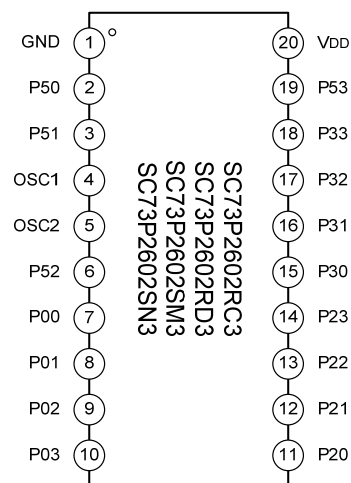 GND 1 20 VDD
P50 2 19 P53
P51 3 18 P33
OSC1 4 17 P32
OSC2 5 16 P31
P52 6 15 P30
P00 7 14 P23
P01 8 13 P22
P02 9 12 P21
P03 10 11 P20
SC73P2602RC3
SC73P2602RD3
SC73P2602SM3
SC73P2602SN3